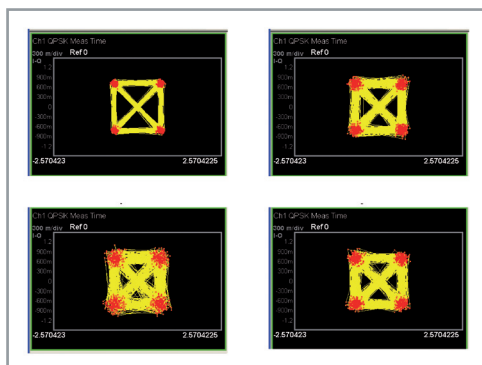 Ch1 QPSK Meas Time
300 m/div Ref 0
I-Q
1.2
900m
600m
300m
0
-300m
-600m
-900m
-1.2
-2.570423 2.5704225
Ch1 QPSK Meas Time
300 m/div Ref 0
I-Q
1.2
900m
600m
300m
0
-300m
-600m
-900m
-1.2
-2.570423 2.5704225
Ch1 QPSK Meas Time
300 m/div Ref 0
I-Q
1.2
900m
600m
300m
0
-300m
-600m
-900m
-1.2
-2.570423 2.5704225
Ch1 QPSK Meas Time
300 m/div Ref 0
I-Q
1.2
900m
600m
300m
0
-300m
-600m
-900m
-1.2
-2.570423 2.5704225